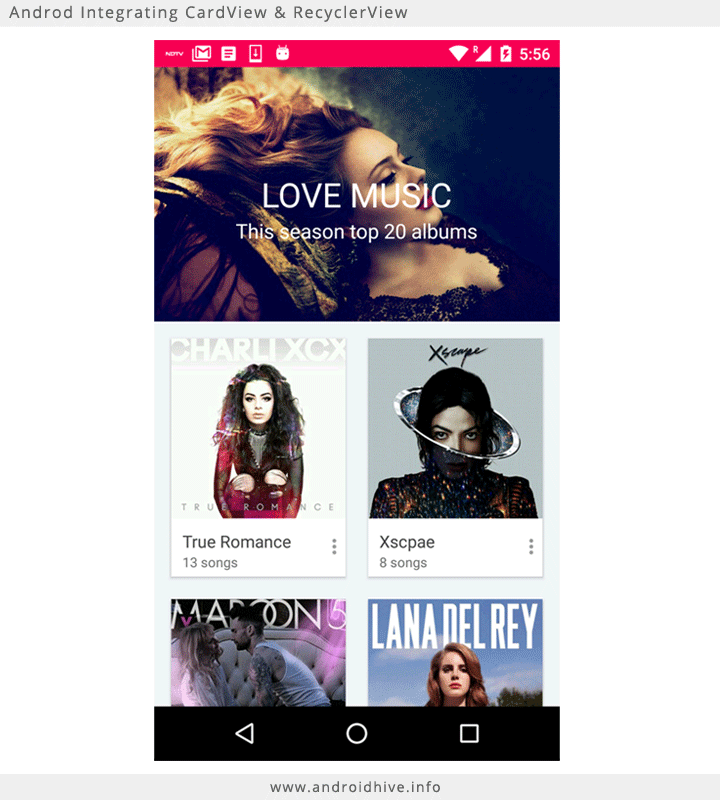 Androd Integrating CardView & RecyclerView
NDTV
R
5:56
LOVE MUSIC
This season top 20 albums
CHARLI XCX
TRUE ROMANCE
Xscape
True Romance
13 songs
Xscpae
8 songs
MAROON 5
V
LANA DEL REY
www.androidhive.info